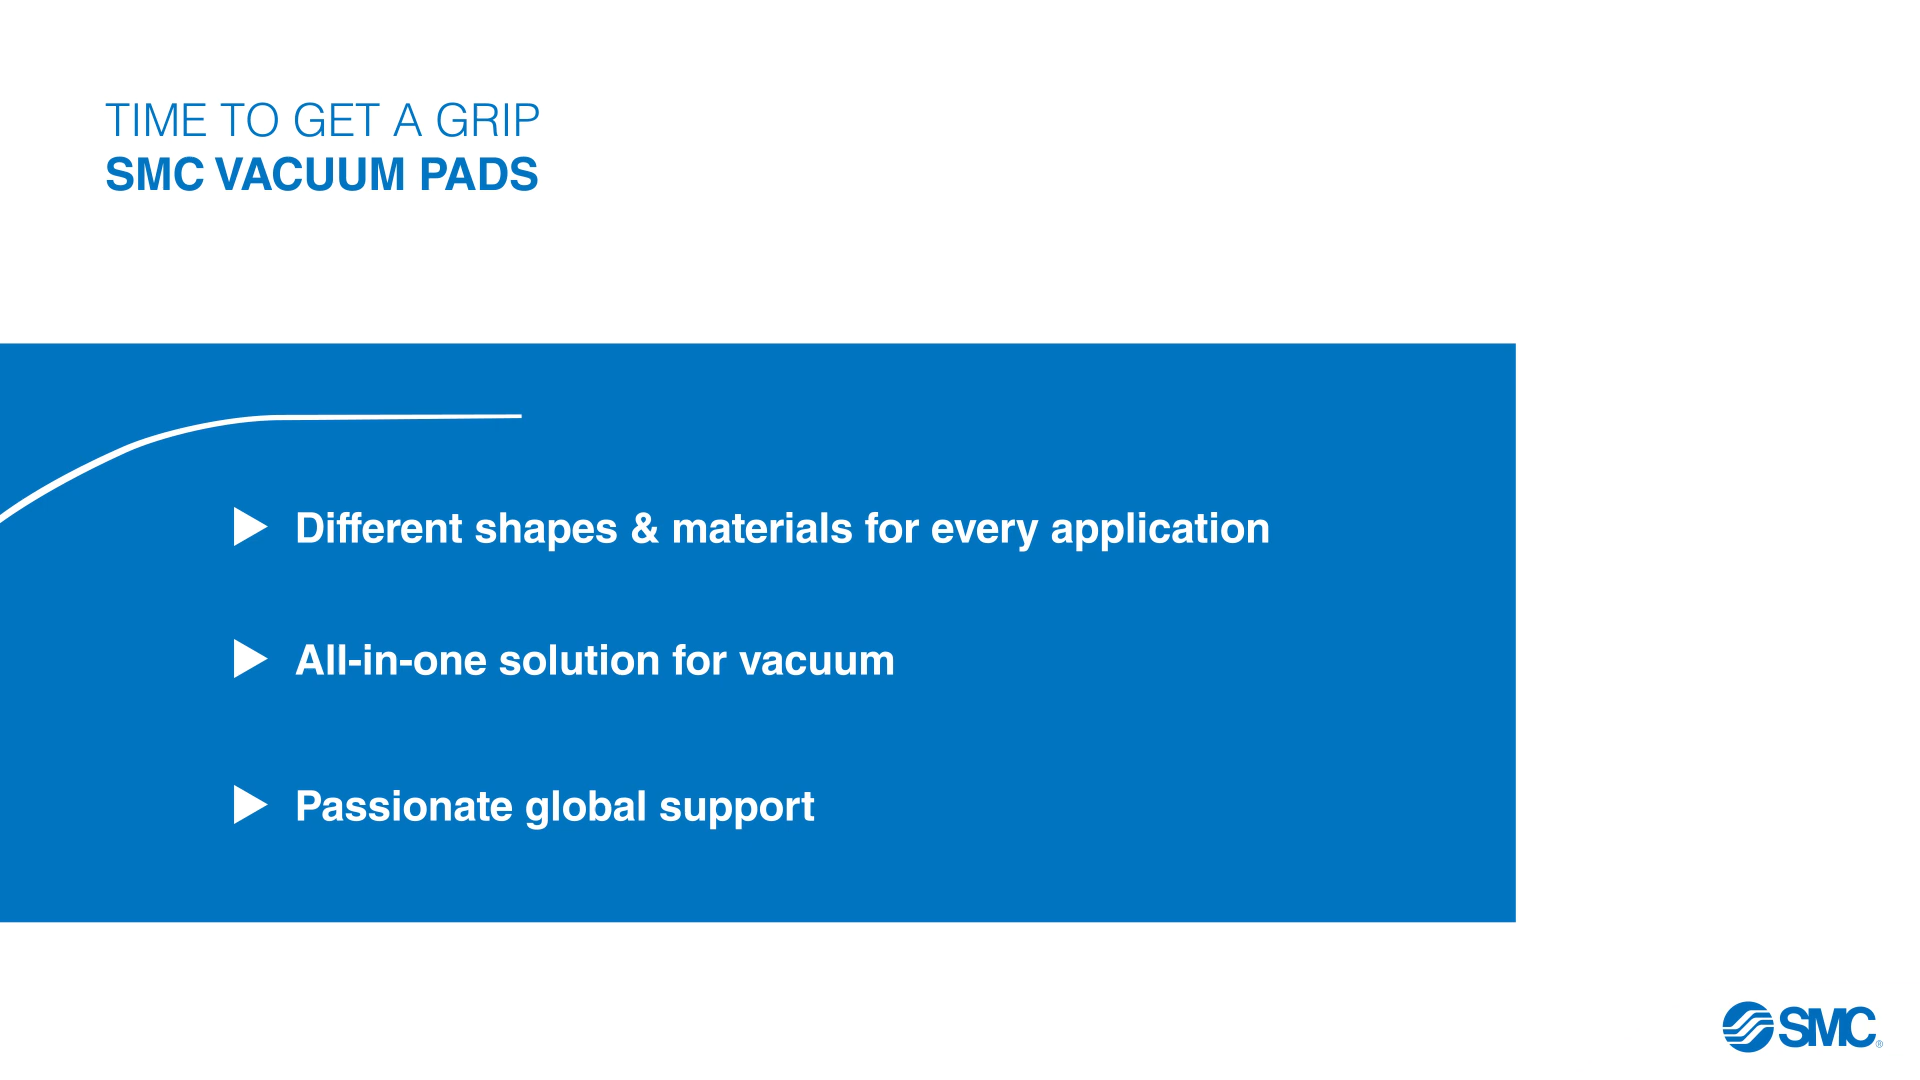 TIME TO GET A GRIP
SMC VACUUM PADS
Different shapes & materials for every application
All-in-one solution for vacuum
Passionate global support
SMC®